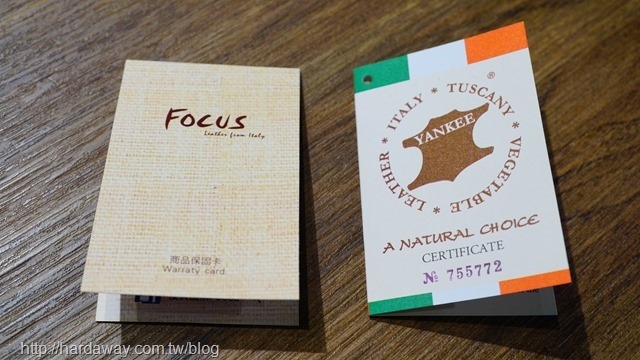 FOCUS
Leather from Italy
商品保固卡
Warraty card
ITALY * TUSCANY * VEGETABLE * LEATHER *
®
YANKEE
A NATURAL CHOICE
CERTIFICATE
№ 755772
http://hardaway.com.tw/blog